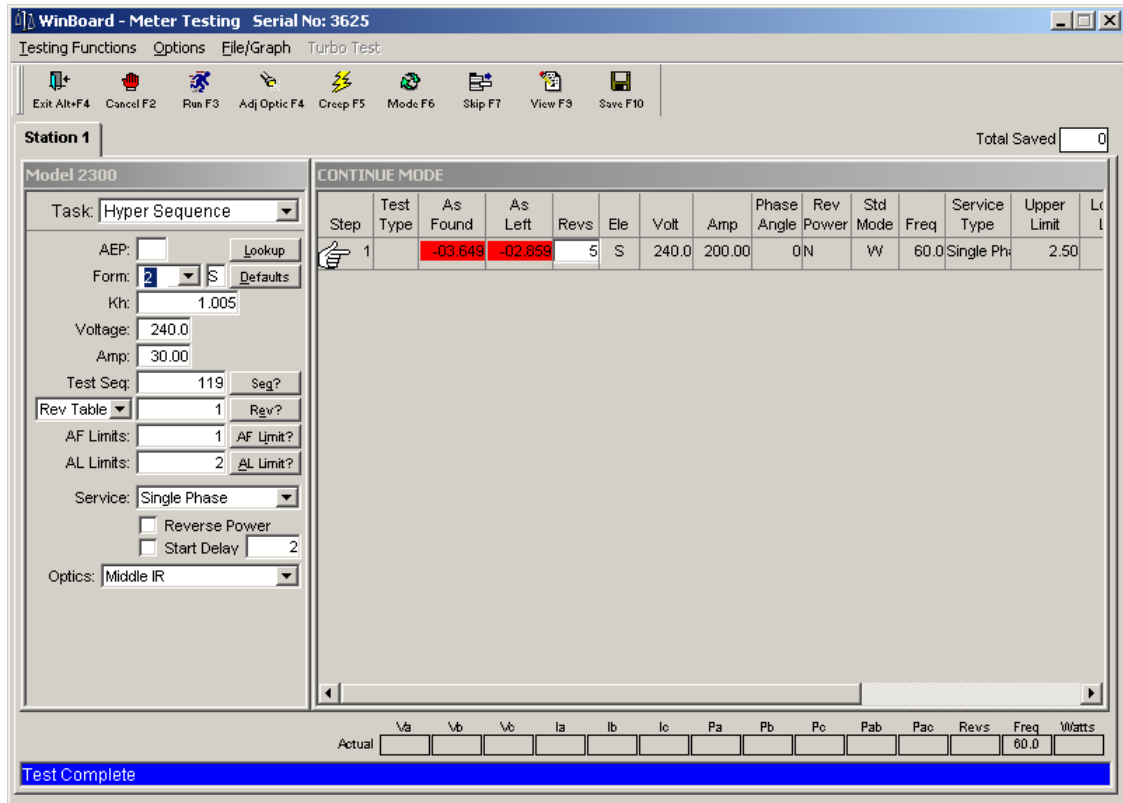 WinBoard - Meter Testing Serial No: 3625
Testing Functions Options File/Graph Turbo Test
Exit Alt+F4 Cancel F2 Run F3 Adj Optic F4 Creep F5 Mode F6 Skip F7 View F9 Save F10
Station 1
Total Saved 0
Model 2300
Task: Hyper Sequence
AEP: Lookup
Form: 2 S Defaults
Kh: 1.005
Voltage: 240.0
Amp: 30.00
Test Seq: 119 Seq?
Rev Table 1 Rev?
AF Limits: 1 AF Limit?
AL Limits: 2 AL Limit?
Service: Single Phase
Reverse Power
Start Delay 2
Optics: Middle IR
CONTINUE MODE
Step Test Type As Found As Left Revs Ele Volt Amp Phase Angle Rev Power Std Mode Freq Service Type Upper Limit
1 -03.649 -02.859 5 S 240.0 200.00 0 N W 60.0 Single Pha 2.50
Va Vb Vc Ia Ib Ic Pa Pb Pc Pab Pac Revs Freq Watts
Actual 60.0
Test Complete